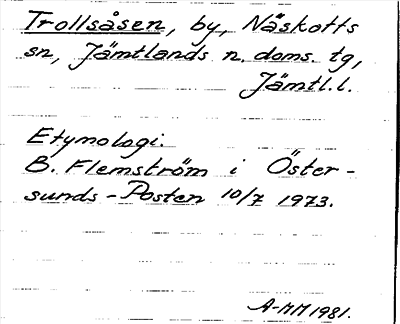 Trollsåsen, by, Näskotts
sn, Jämtlands n. doms. tg,
Jämtl.l.
Etymologi.
B. Flemström i Öster-
sunds-Posten 10/7 1973.
A-MM 1981.